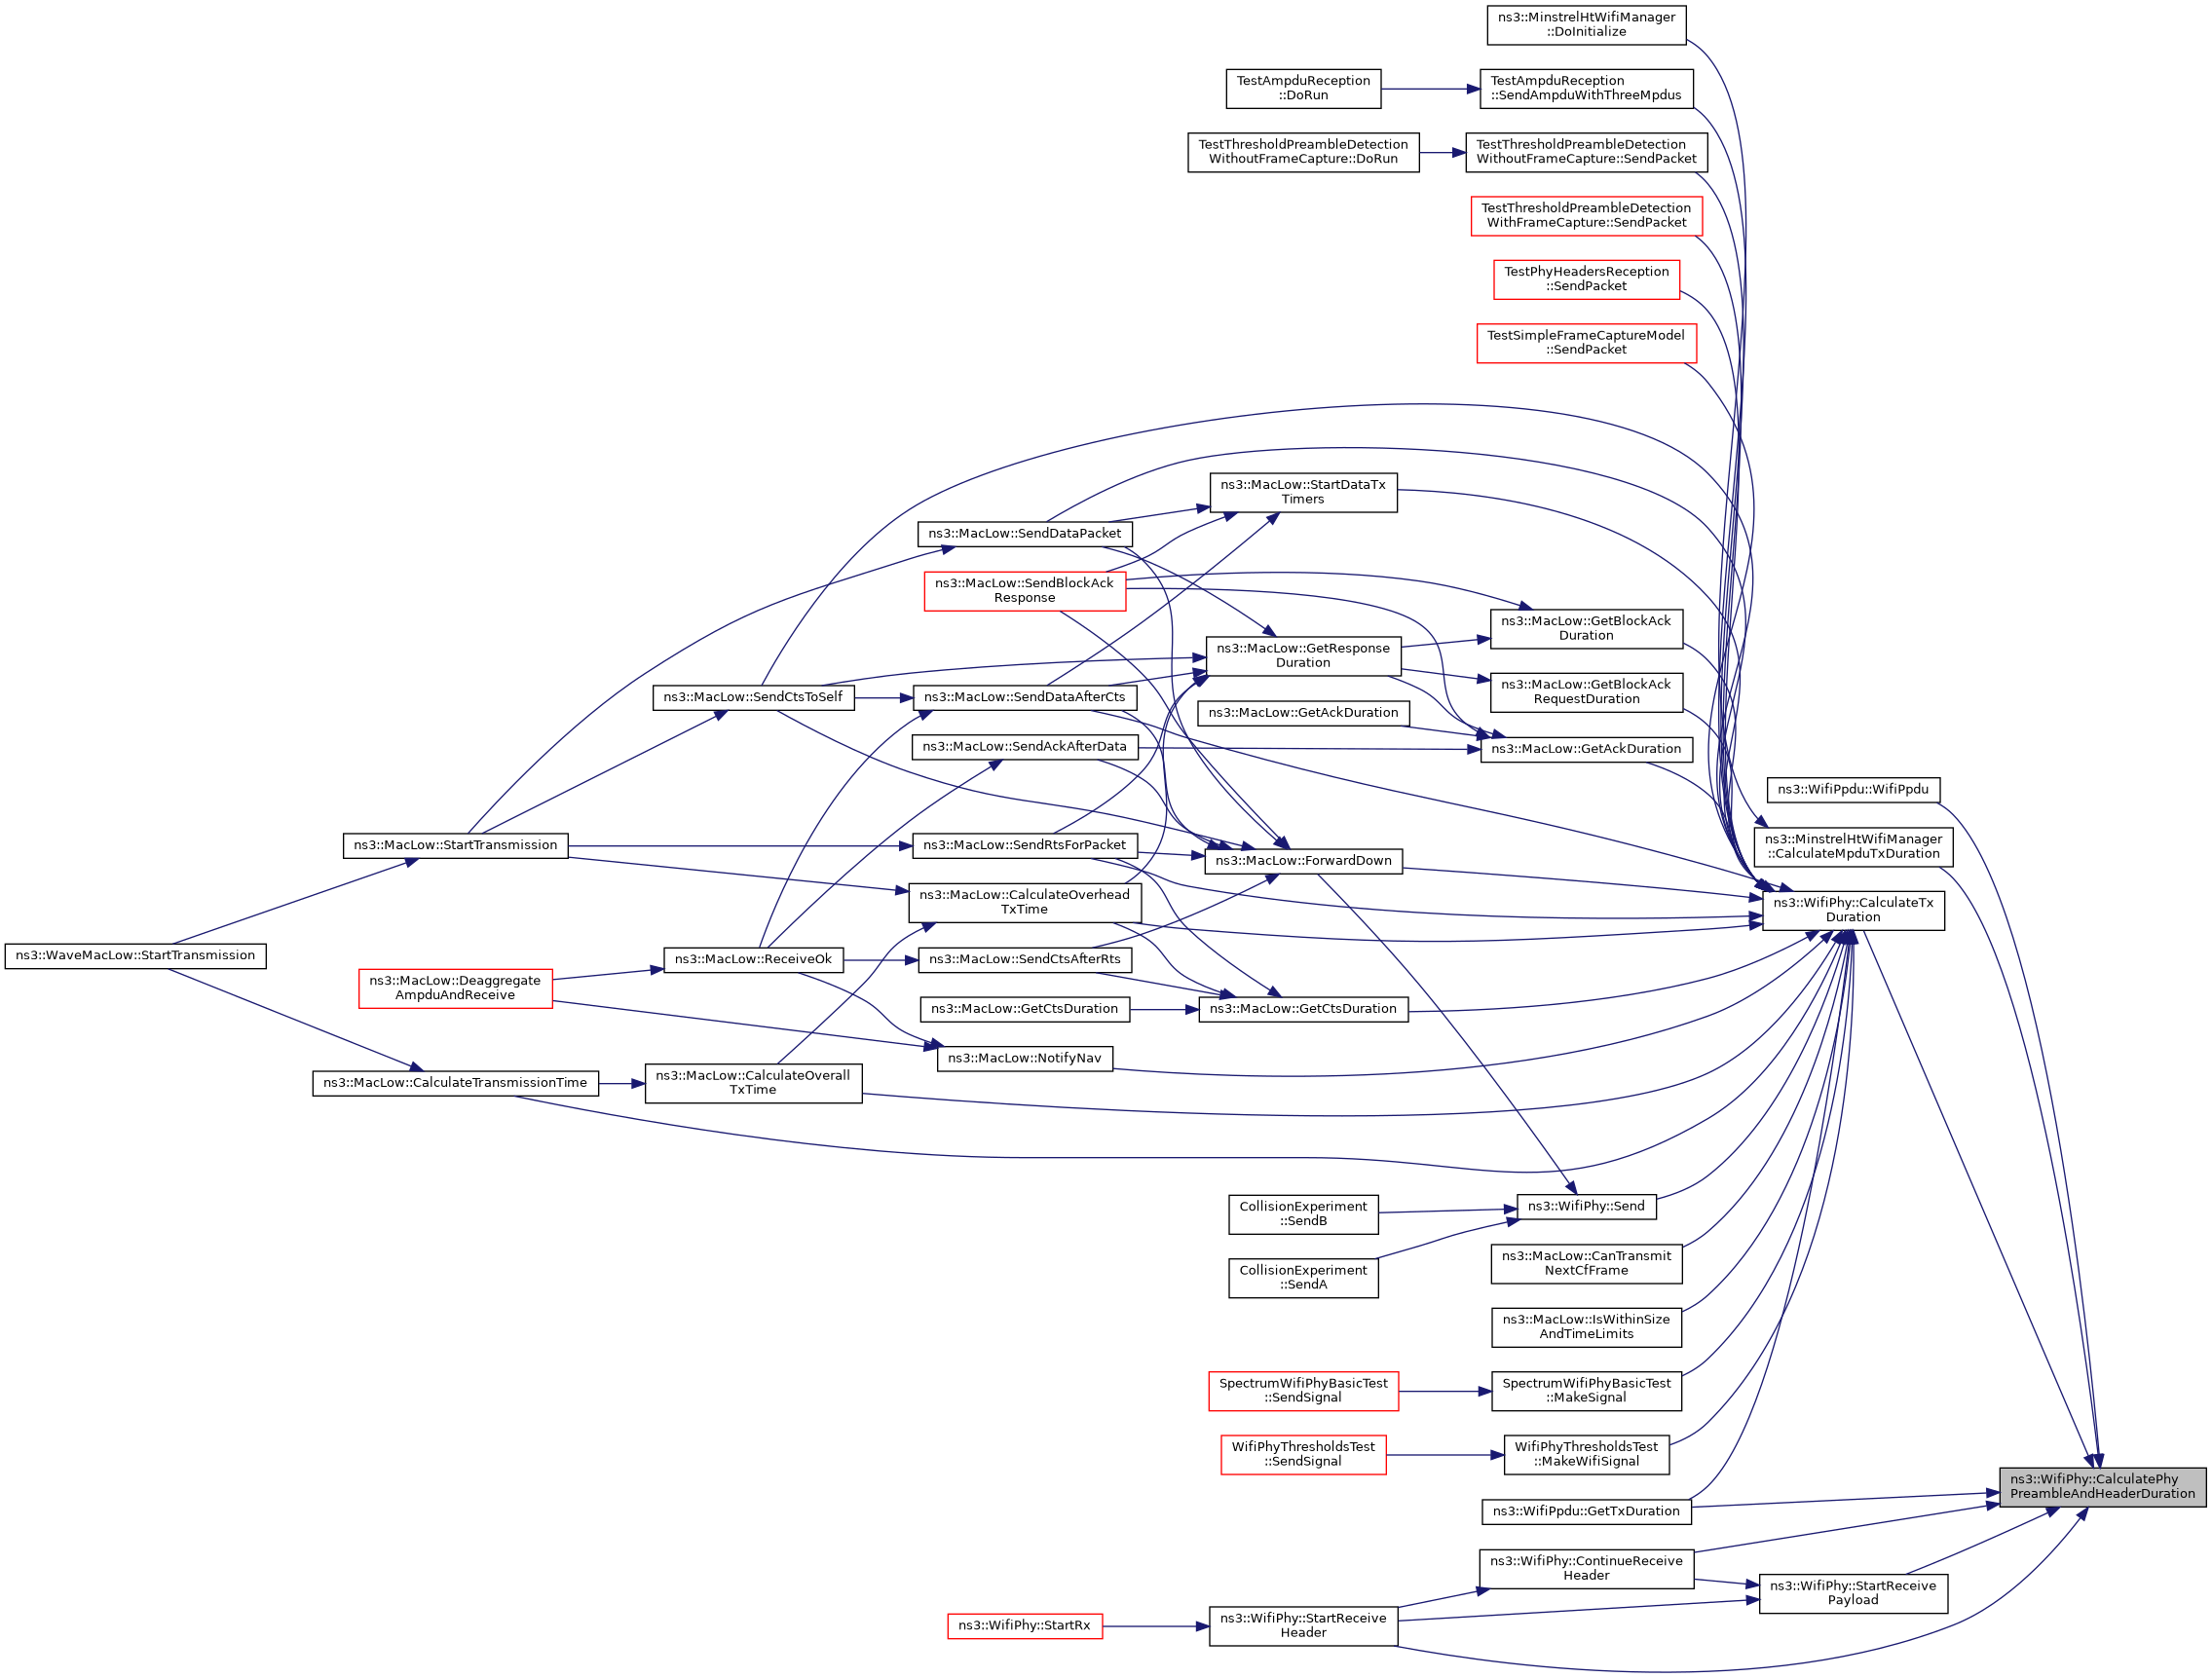 ns3::MinstrelHtWifiManager
::DoInitialize
TestAmpduReception
::DoRun
TestAmpduReception
::SendAmpduWithThreeMpdus
TestThresholdPreambleDetection
WithoutFrameCapture::DoRun
TestThresholdPreambleDetection
WithoutFrameCapture::SendPacket
TestThresholdPreambleDetection
WithFrameCapture::SendPacket
TestPhyHeadersReception
::SendPacket
TestSimpleFrameCaptureModel
::SendPacket
ns3::MacLow::StartDataTx
Timers
ns3::MacLow::SendDataPacket
ns3::MacLow::SendBlockAck
Response
ns3::MacLow::GetBlockAck
Duration
ns3::MacLow::GetResponse
Duration
ns3::MacLow::GetBlockAck
RequestDuration
ns3::MacLow::SendCtsToSelf
ns3::MacLow::SendDataAfterCts
ns3::MacLow::GetAckDuration
ns3::MacLow::SendAckAfterData
ns3::MacLow::GetAckDuration
ns3::WifiPpdu::WifiPpdu
ns3::MacLow::StartTransmission
ns3::MacLow::SendRtsForPacket
ns3::MacLow::ForwardDown
ns3::MinstrelHtWifiManager
::CalculateMpduTxDuration
ns3::MacLow::CalculateOverhead
TxTime
ns3::WifiPhy::CalculateTx
Duration
ns3::WaveMacLow::StartTransmission
ns3::MacLow::Deaggregate
AmpduAndReceive
ns3::MacLow::ReceiveOk
ns3::MacLow::SendCtsAfterRts
ns3::MacLow::GetCtsDuration
ns3::MacLow::GetCtsDuration
ns3::MacLow::NotifyNav
ns3::MacLow::CalculateTransmissionTime
ns3::MacLow::CalculateOverall
TxTime
CollisionExperiment
::SendB
ns3::WifiPhy::Send
CollisionExperiment
::SendA
ns3::MacLow::CanTransmit
NextCfFrame
ns3::MacLow::IsWithinSize
AndTimeLimits
SpectrumWifiPhyBasicTest
::SendSignal
SpectrumWifiPhyBasicTest
::MakeSignal
WifiPhyThresholdsTest
::SendSignal
WifiPhyThresholdsTest
::MakeWifiSignal
ns3::WifiPpdu::GetTxDuration
ns3::WifiPhy::CalculatePhy
PreambleAndHeaderDuration
ns3::WifiPhy::ContinueReceive
Header
ns3::WifiPhy::StartReceive
Payload
ns3::WifiPhy::StartRx
ns3::WifiPhy::StartReceive
Header